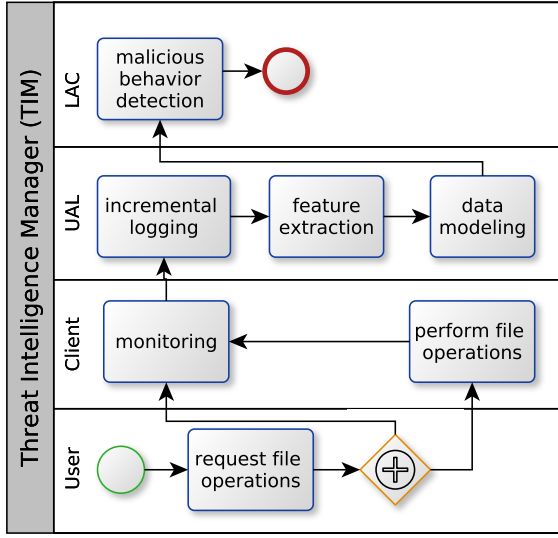 Threat Intelligence Manager (TIM)
LAC
malicious
behavior
detection
UAL
incremental
logging
feature
extraction
data
modeling
Client
monitoring
perform file
operations
User
request file
operations